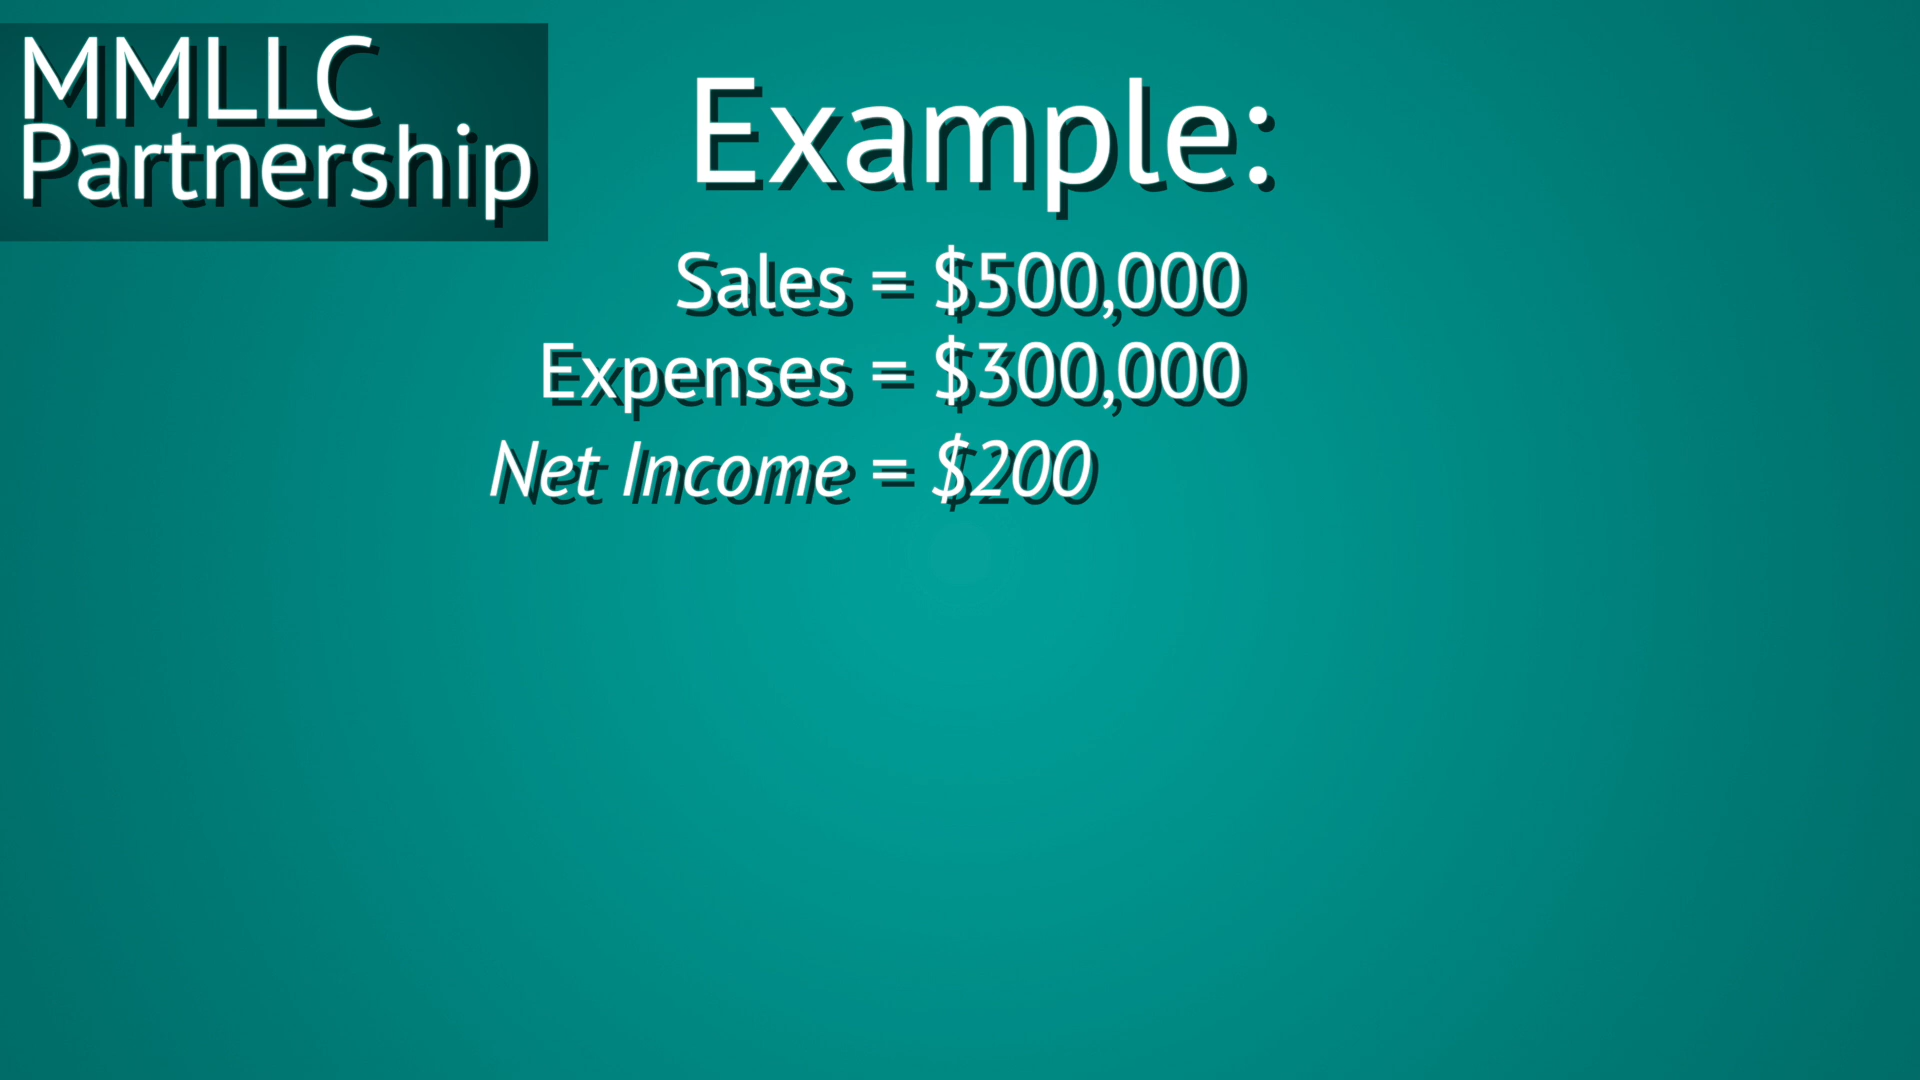 MMLLC
Partnership
Example:
Sales = $500,000
Expenses = $300,000
Net Income = $200